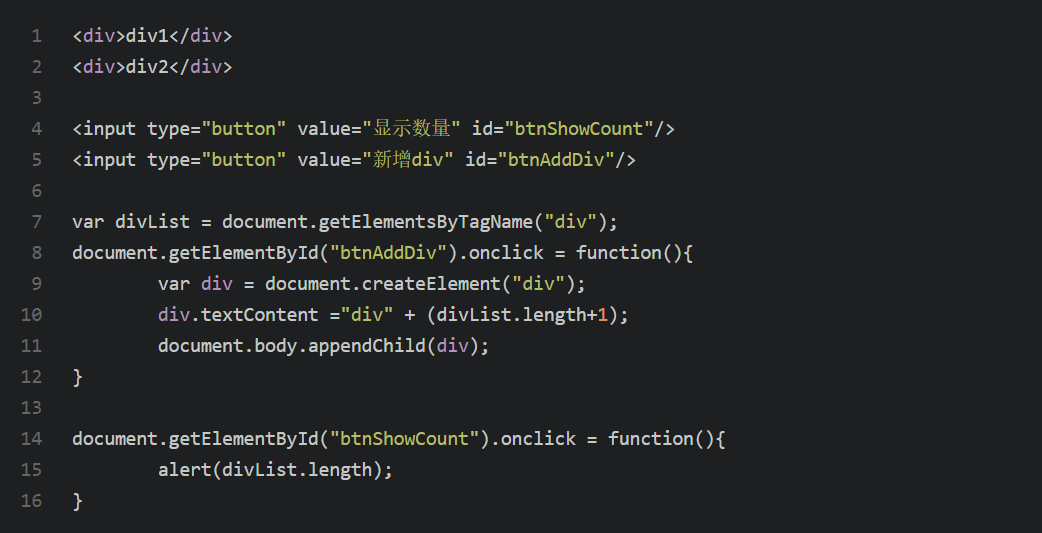 1 <div>div1</div>
2 <div>div2</div>
3
4 <input type="button" value="显示数量" id="btnShowCount"/>
5 <input type="button" value="新增div" id="btnAddDiv"/>
6
7 var divList = document.getElementsByTagName("div");
8 document.getElementById("btnAddDiv").onclick = function(){
9         var div = document.createElement("div");
10         div.textContent ="div" + (divList.length+1);
11         document.body.appendChild(div);
12 }
13
14 document.getElementById("btnShowCount").onclick = function(){
15         alert(divList.length);
16 }